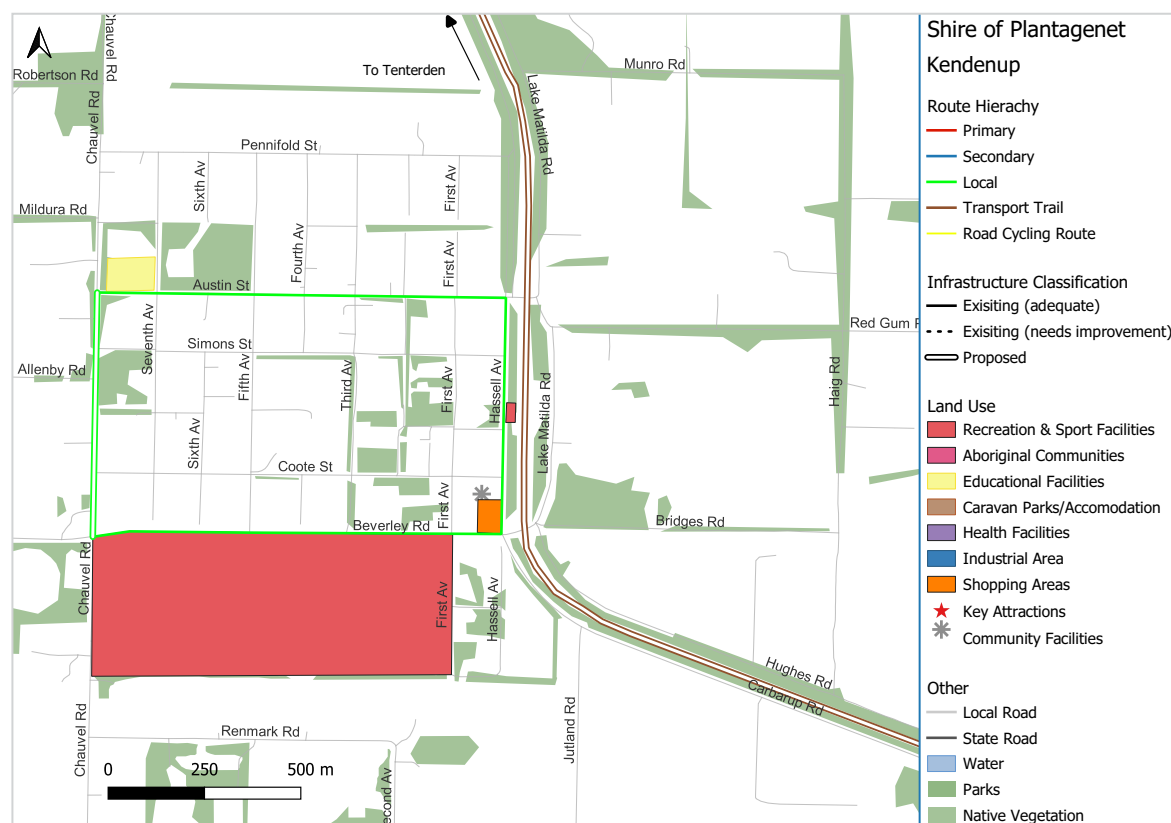 Chauvel Rd
To Tenterden
Robertson Rd
Munro Rd
Lake Matilda Rd
Chauvel Rd
Pennifold St
Sixth Av
First Av
Mildura Rd
Fourth Av
First Av
Austin St
Seventh Av
Simons St
Red Gum
Allenby Rd
Fifth Av
Third Av
First Av
Hassell Av
Lake Matilda Rd
Haig Rd
Sixth Av
Coote St
First Av
Beverley Rd
Bridges Rd
Chauvel Rd
First Av
Hassell Av
Hughes Rd
Carbarup Rd
Chauvel Rd
Renmark Rd
Jutland Rd
econd Av
0 250 500 m
Shire of Plantagenet
Kendenup
Route Hierachy
Primary
Secondary
Local
Transport Trail
Road Cycling Route
Infrastructure Classification
Exisiting (adequate)
Exisiting (needs improvement)
Proposed
Land Use
Recreation & Sport Facilities
Aboriginal Communities
Educational Facilities
Caravan Parks/Accomodation
Health Facilities
Industrial Area
Shopping Areas
Key Attractions
Community Facilities
Other
Local Road
State Road
Water
Parks
Native Vegetation